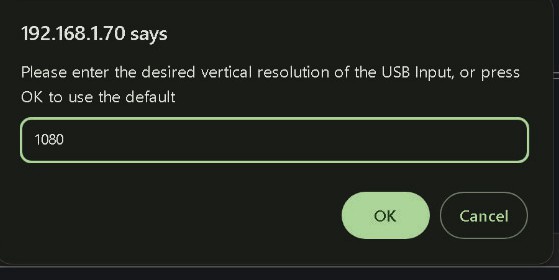 192.168.1.70 says
Please enter the desired vertical resolution of the USB Input, or press
OK to use the default
1080
OK
Cancel